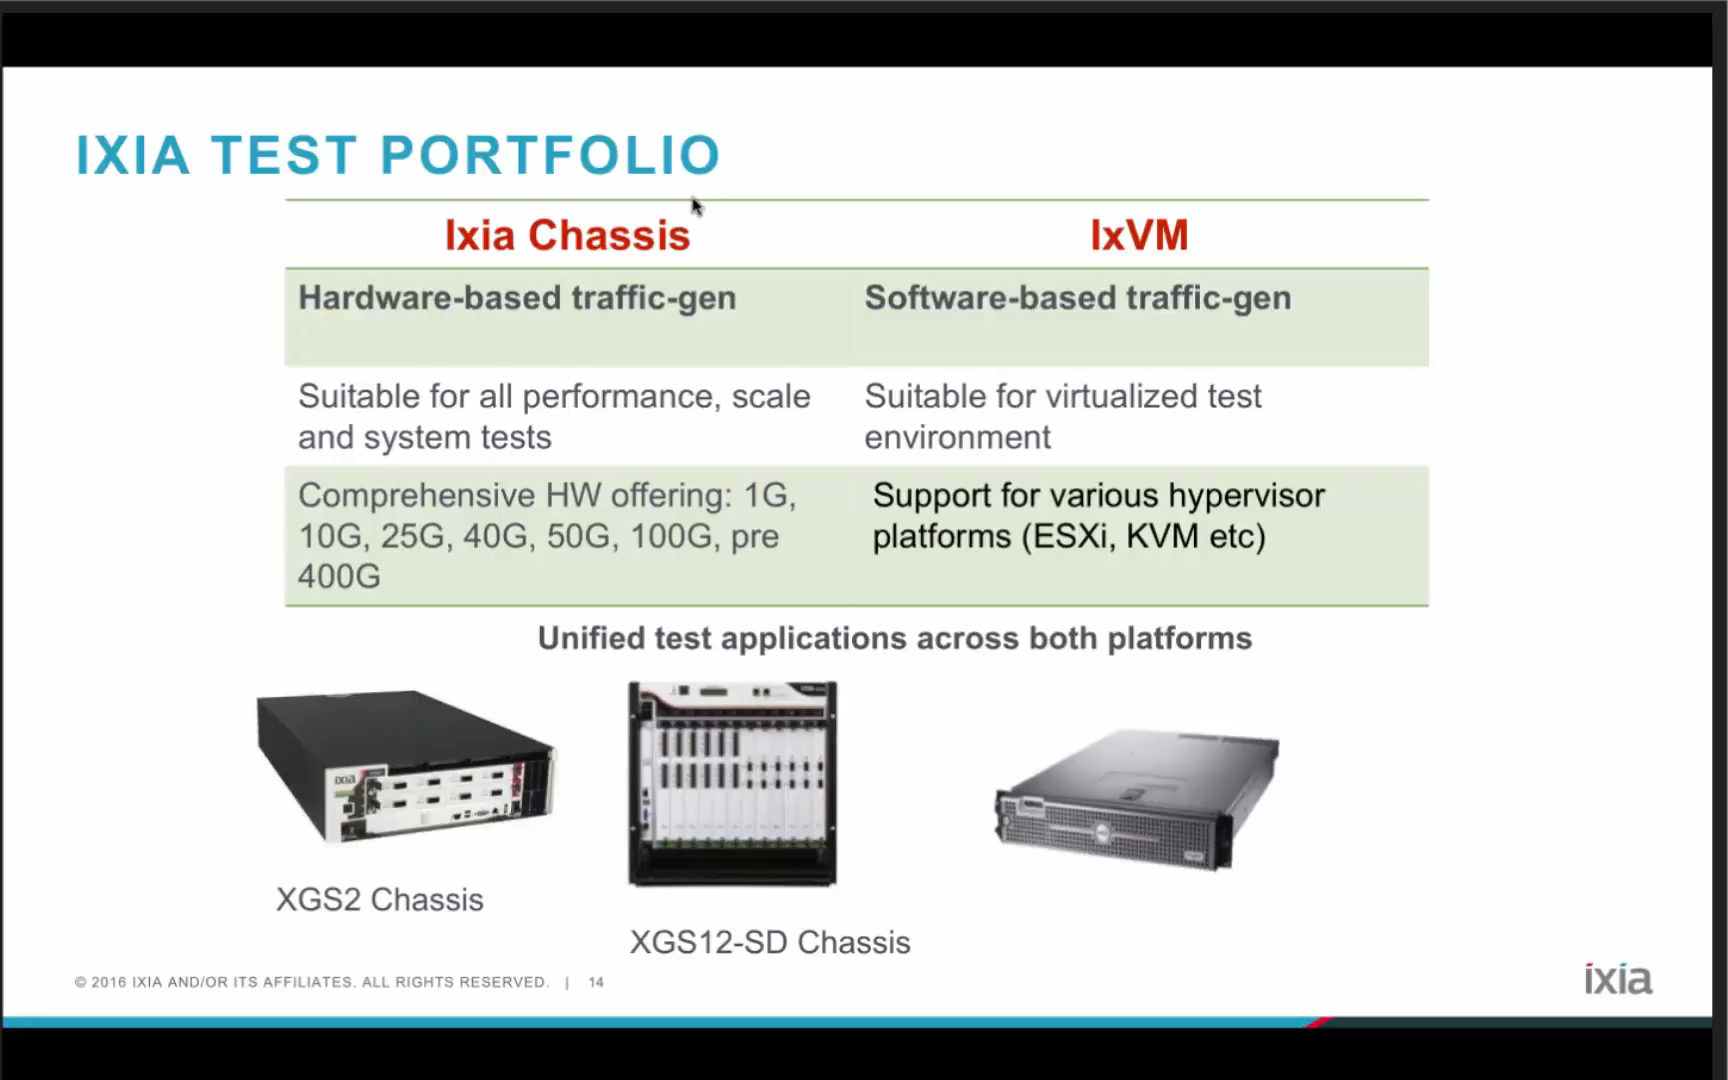 IXIA TEST PORTFOLIO
Ixia Chassis
IxVM
Hardware-based traffic-gen
Software-based traffic-gen
Suitable for all performance, scale
and system tests
Suitable for virtualized test
environment
Comprehensive HW offering: 1G,
10G, 25G, 40G, 50G, 100G, pre
400G
Support for various hypervisor
platforms (ESXi, KVM etc)
Unified test applications across both platforms
ixia
XGS2 Chassis
XGS12-SD Chassis
© 2016 IXIA AND/OR ITS AFFILIATES. ALL RIGHTS RESERVED. | 14
ixia